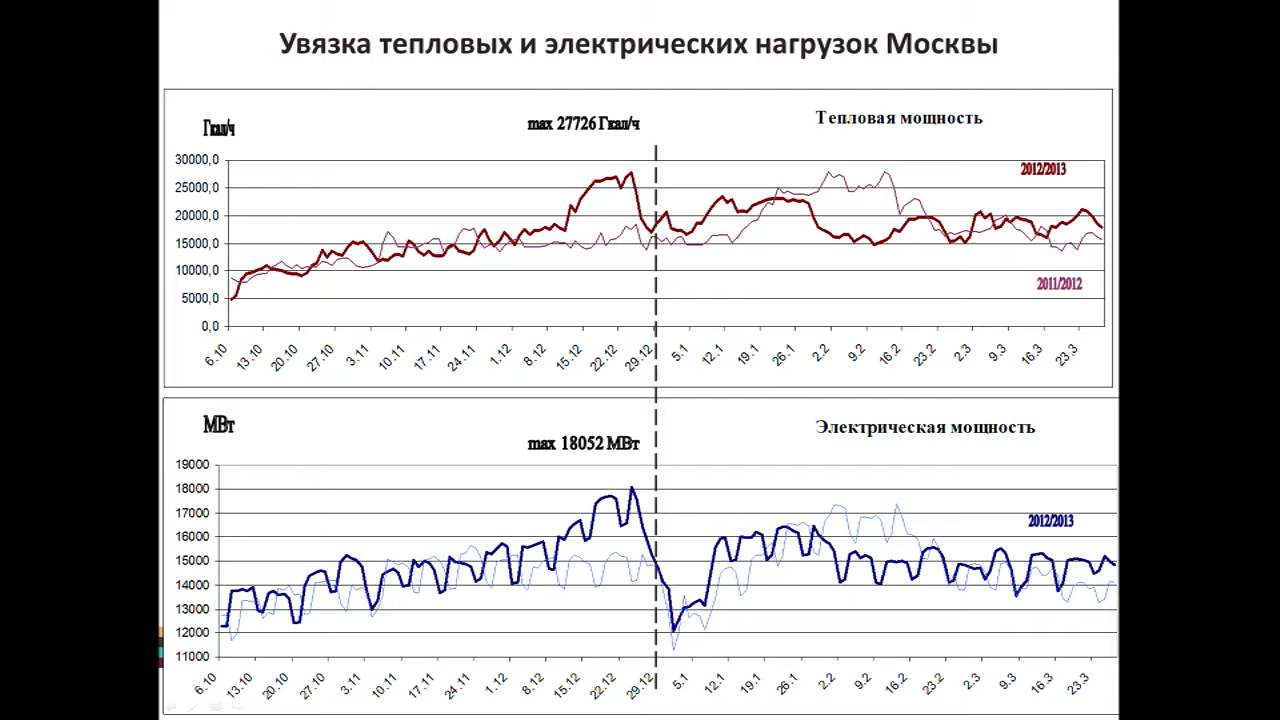 Увязка тепловых и электрических нагрузок Москвы
Гкал/ч
max 27726 Гкал/ч
Тепловая мощность
30000,0
25000,0
20000,0
15000,0
10000,0
5000,0
0,0
2012/2013
2011/2012
6.10 13.10 20.10 27.10 3.11 10.11 17.11 24.11 1.12 8.12 15.12 22.12 29.12 5.1 12.1 19.1 26.1 2.2 9.2 16.2 23.2 2.3 9.3 16.3 23.3
МВт
max 18052 МВт
Электрическая мощность
19000
18000
17000
16000
15000
14000
13000
12000
11000
2012/2013
6.10 13.10 20.10 27.10 3.11 10.11 17.11 24.11 1.12 8.12 15.12 22.12 29.12 5.1 12.1 19.1 26.1 2.2 9.2 16.2 23.2 2.3 9.3 16.3 23.3